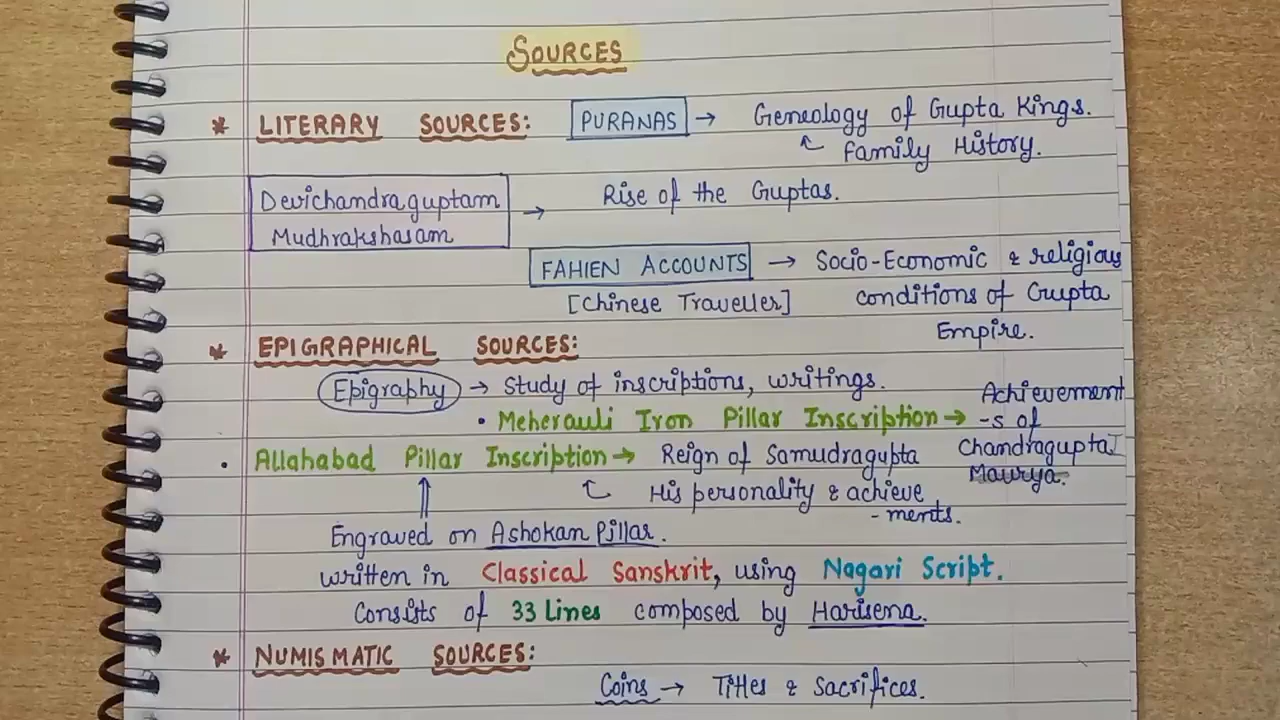 SOURCES
* LITERARY SOURCES: PURANAS → Geneology of Gupta Kings.
family History.
Devichandraguptam
Mudhrakshasam
→ Rise of the Guptas.
FAHIEN ACCOUNTS → Socio-Economic & religious
[Chinese Traveller] conditions of Gupta
Empire.
* EPIGRAPHICAL SOURCES:
Epigraphy → Study of inscriptions, writings.
• Meherauli Iron Pillar Inscription → Achievement
-s of
Chandragupta I
Maurya.
• Allahabad Pillar Inscription → Reign of Samudragupta
His personality & achieve
-ments.
Engraved on Ashokan Pillar.
written in Classical Sanskrit, using Nagari Script.
Consists of 33 Lines composed by Harisena.
* NUMISMATIC SOURCES:
Coins → Titles & Sacrifices.